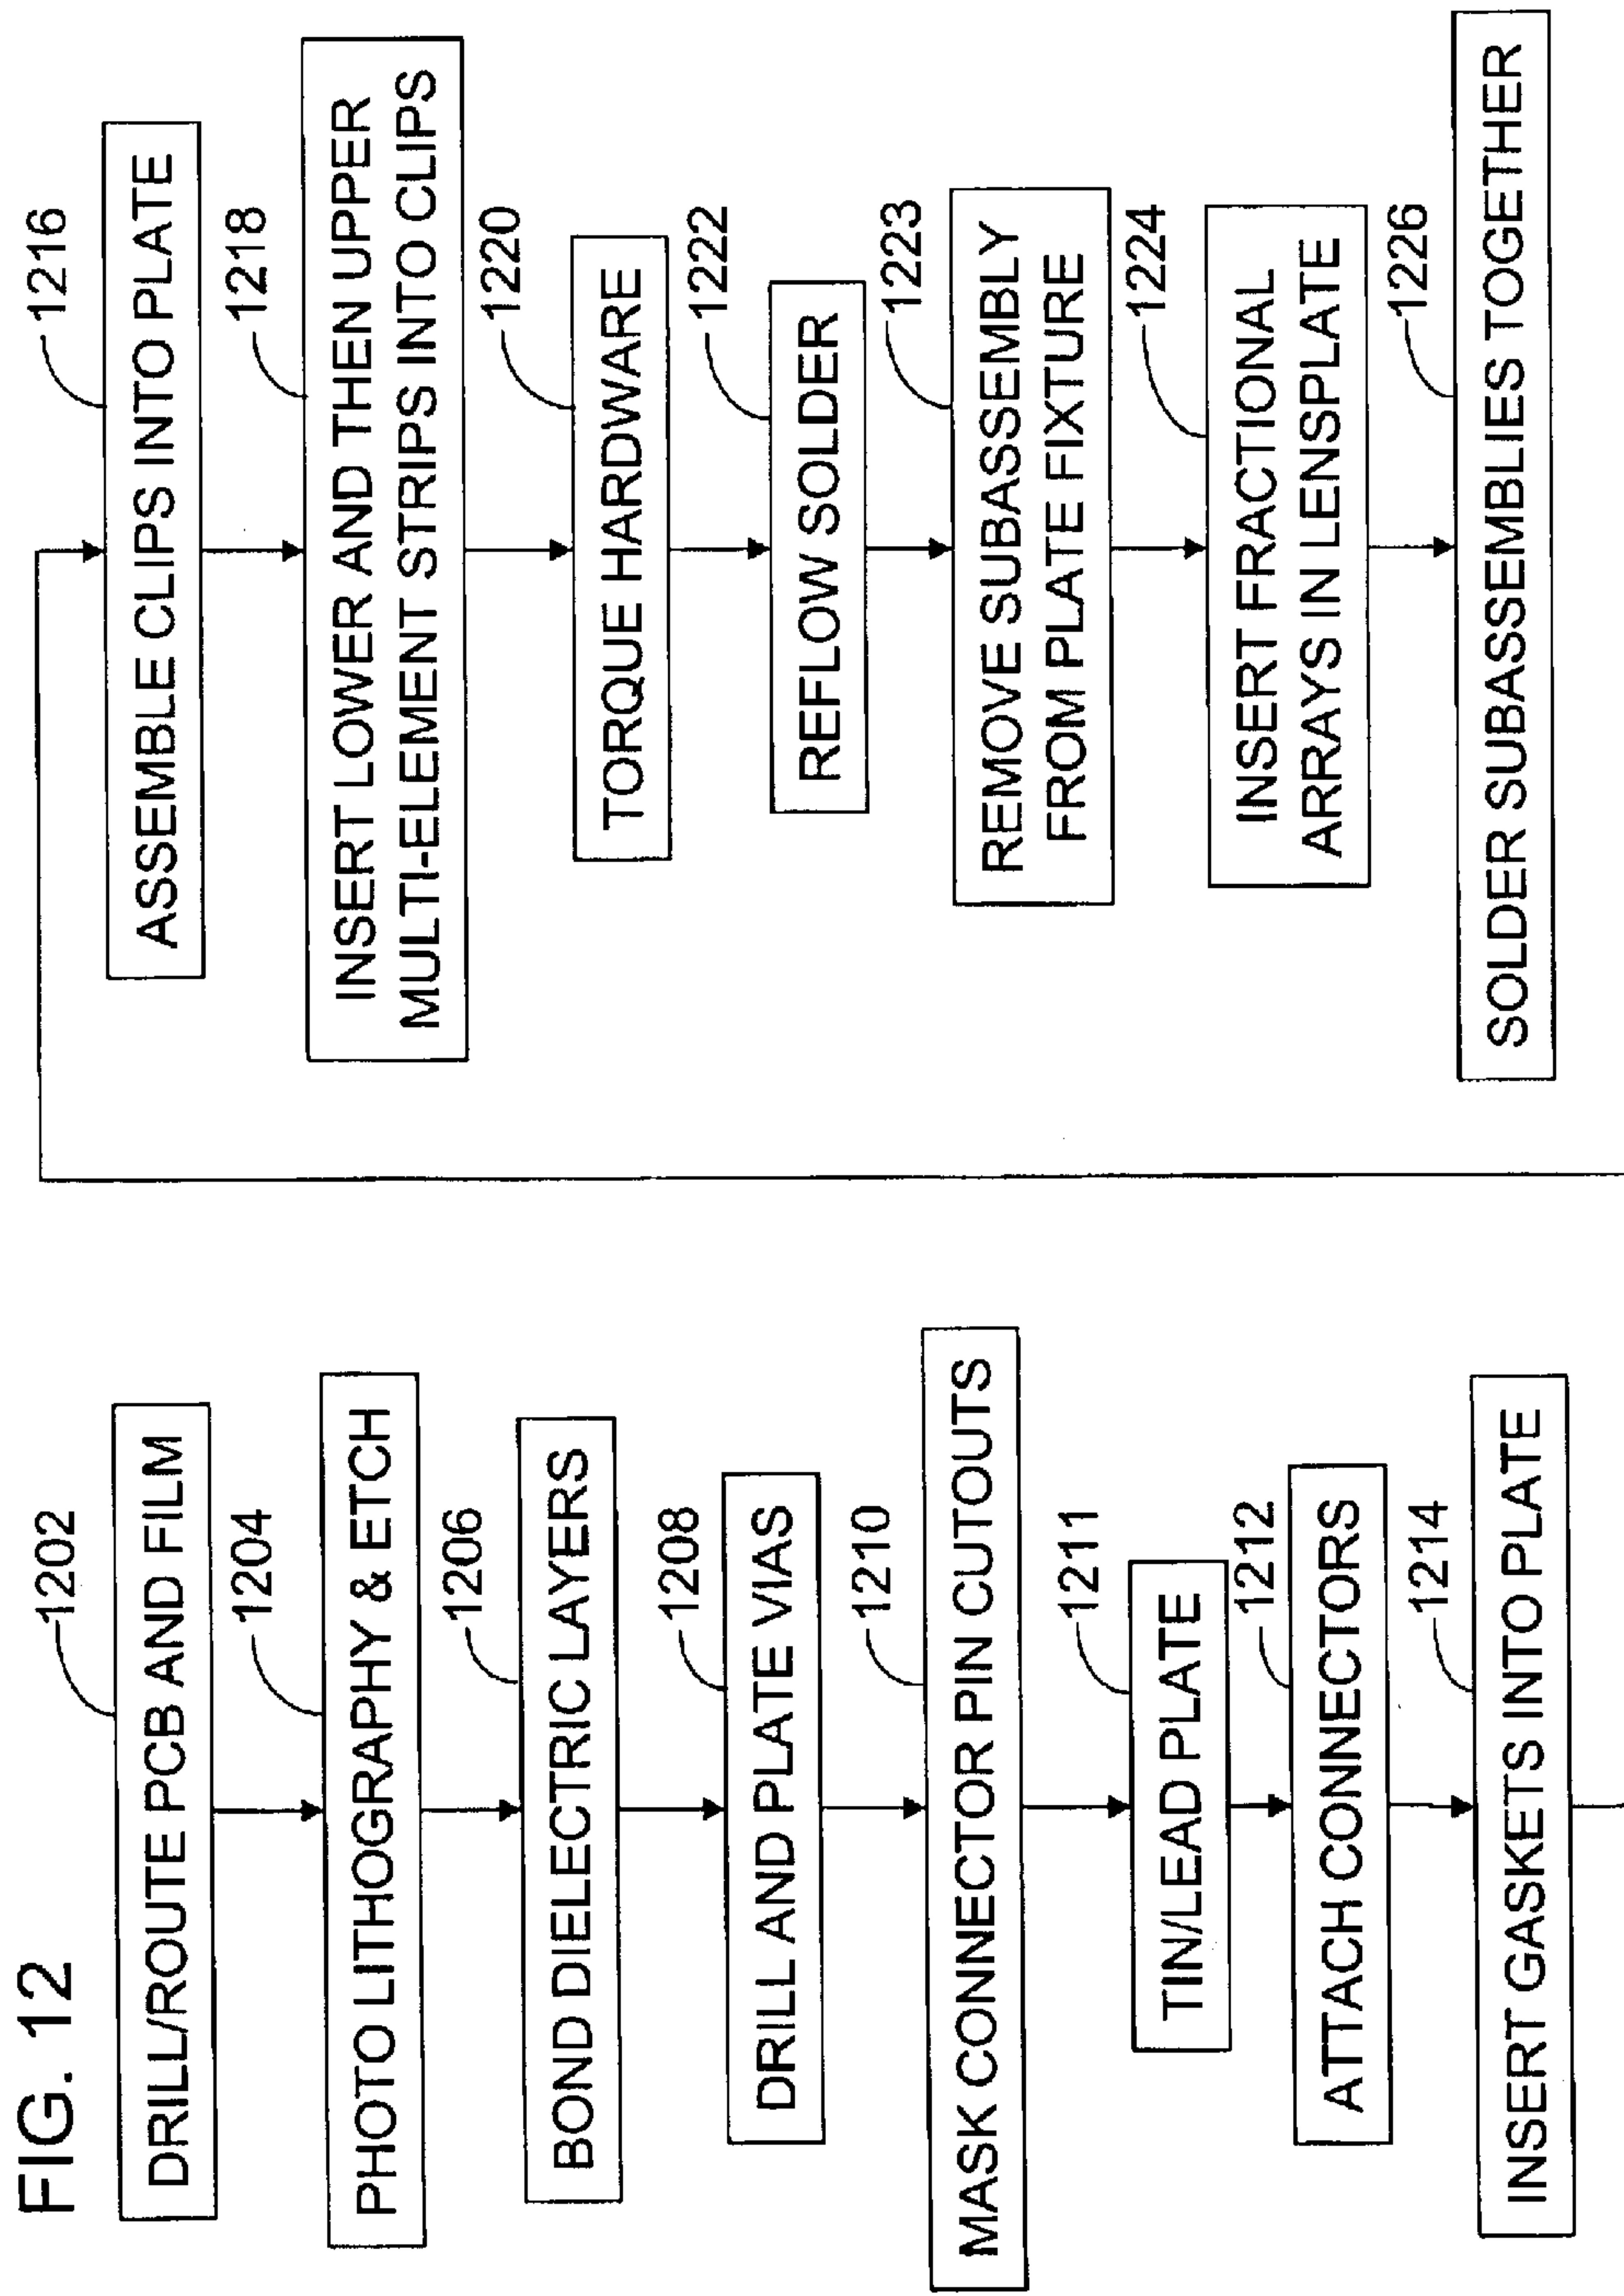 FIG. 12
1202
DRILL/ROUTE PCB AND FILM
1204
PHOTO LITHOGRAPHY & ETCH
1206
BOND DIELECTRIC LAYERS
1208
DRILL AND PLATE VIAS
1210
MASK CONNECTOR PIN CUTOUTS
1211
TIN/LEAD PLATE
1212
ATTACH CONNECTORS
1214
INSERT GASKETS INTO PLATE
1216
ASSEMBLE CLIPS INTO PLATE
1218
INSERT LOWER AND THEN UPPER
MULTI-ELEMENT STRIPS INTO CLIPS
1220
TORQUE HARDWARE
1222
REFLOW SOLDER
1223
REMOVE SUBASSEMBLY
FROM PLATE FIXTURE
1224
INSERT FRACTIONAL
ARRAYS IN LENSPLATE
1226
SOLDER SUBASSEMBLIES TOGETHER